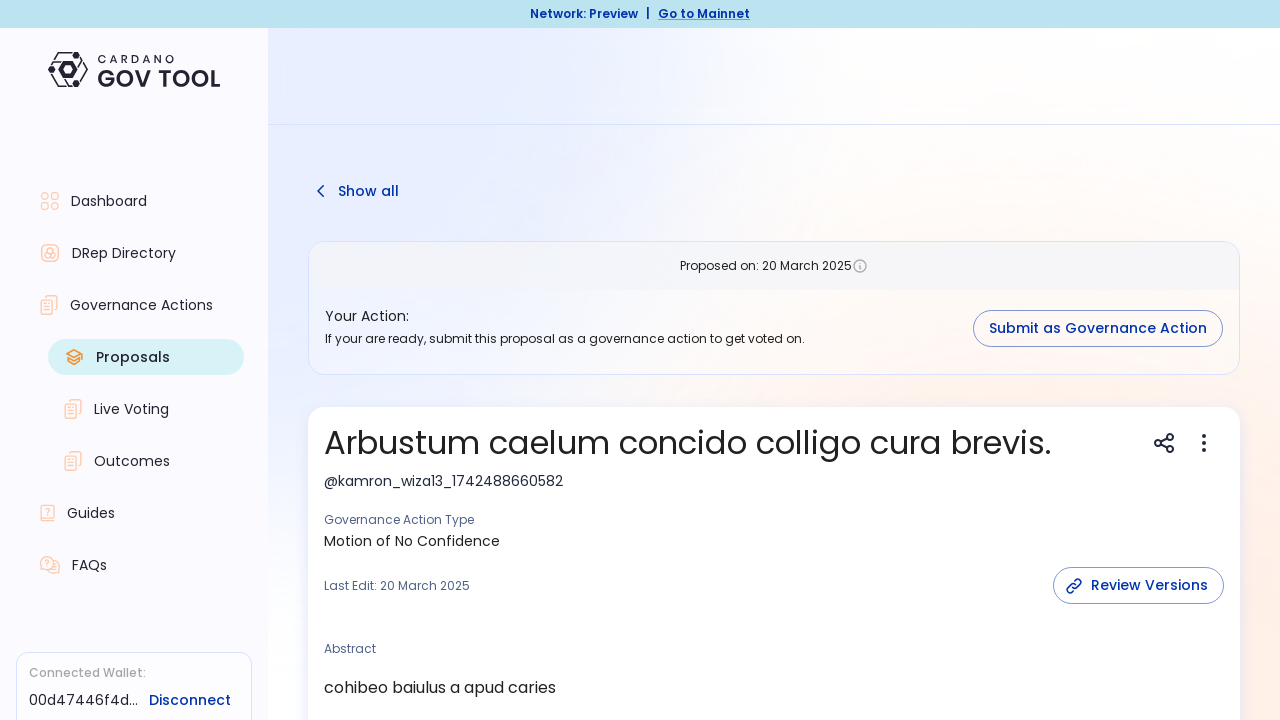 Network: Preview | Go to Mainnet
CARDANO
GOV TOOL
Dashboard
DRep Directory
Governance Actions
Proposals
Live Voting
Outcomes
Guides
FAQs
Connected Wallet:
00d47446f4d... Disconnect
Show all
Proposed on: 20 March 2025
Your Action:
If your are ready, submit this proposal as a governance action to get voted on.
Submit as Governance Action
Arbustum caelum concido colligo cura brevis.
@kamron_wiza13_1742488660582
Governance Action Type
Motion of No Confidence
Last Edit: 20 March 2025
Review Versions
Abstract
cohibeo baiulus a apud caries